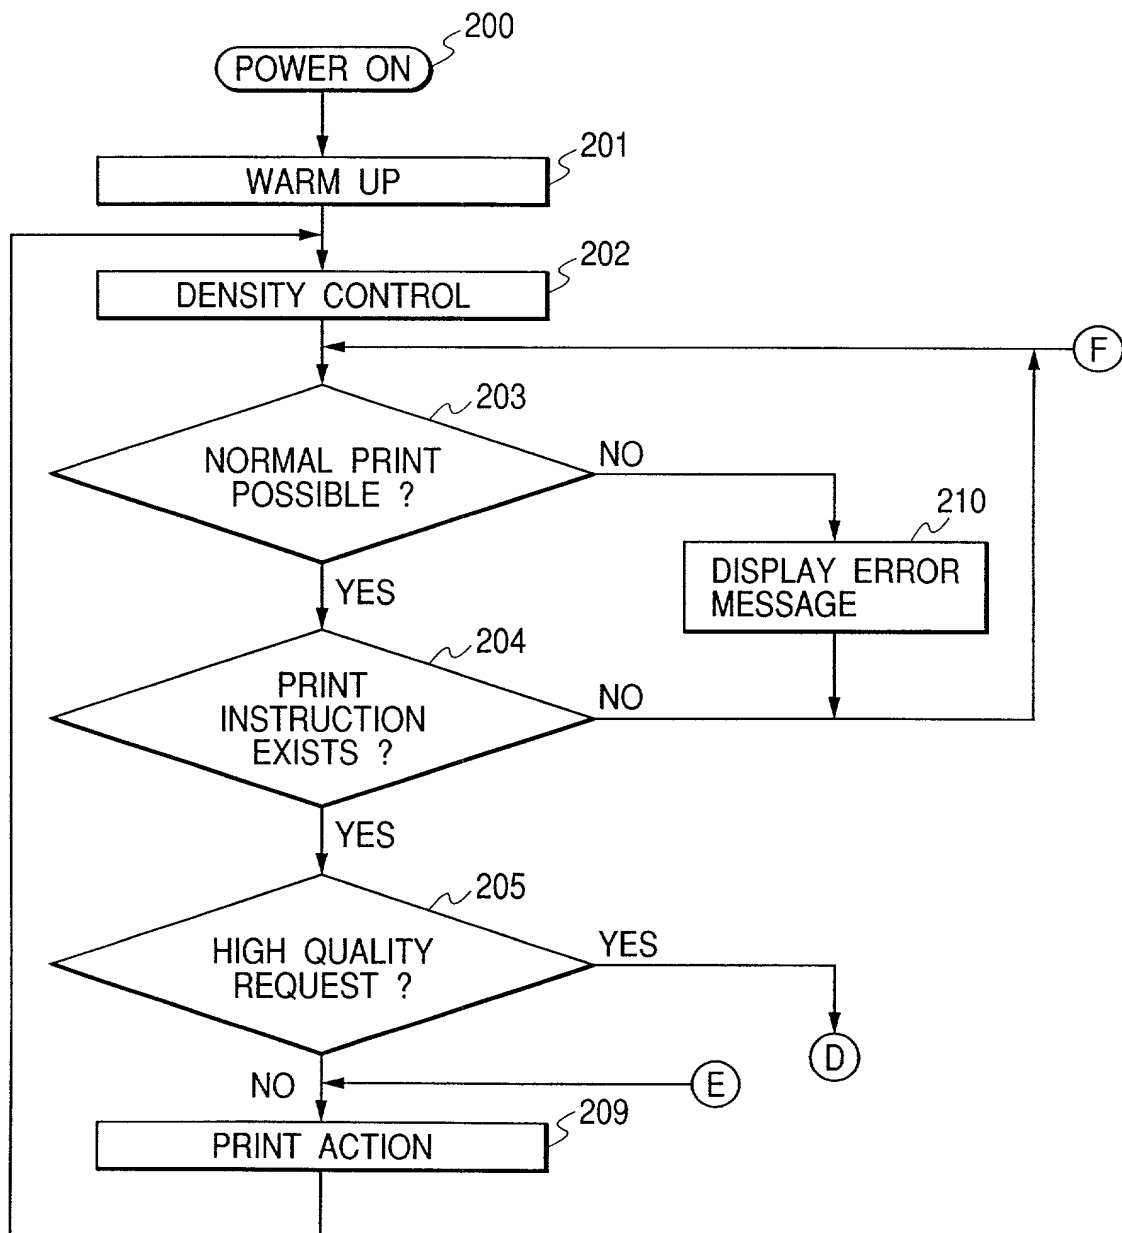 200
POWER ON
201
WARM UP
202
DENSITY CONTROL
F
203
NORMAL PRINT
POSSIBLE ?
NO
210
DISPLAY ERROR
MESSAGE
YES
204
PRINT
INSTRUCTION
EXISTS ?
NO
YES
205
HIGH QUALITY
REQUEST ?
YES
D
NO
E
209
PRINT ACTION